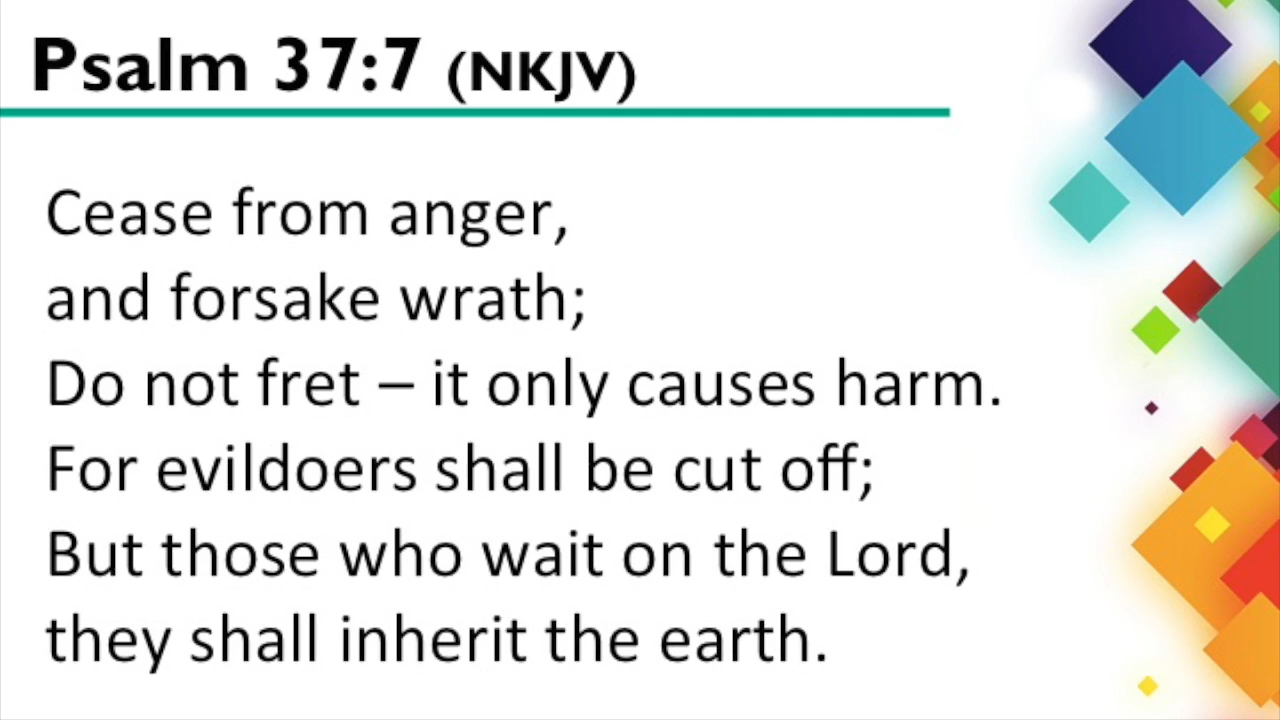 Psalm 37:7 (NKJV)
Cease from anger,
and forsake wrath;
Do not fret – it only causes harm.
For evildoers shall be cut off;
But those who wait on the Lord,
they shall inherit the earth.